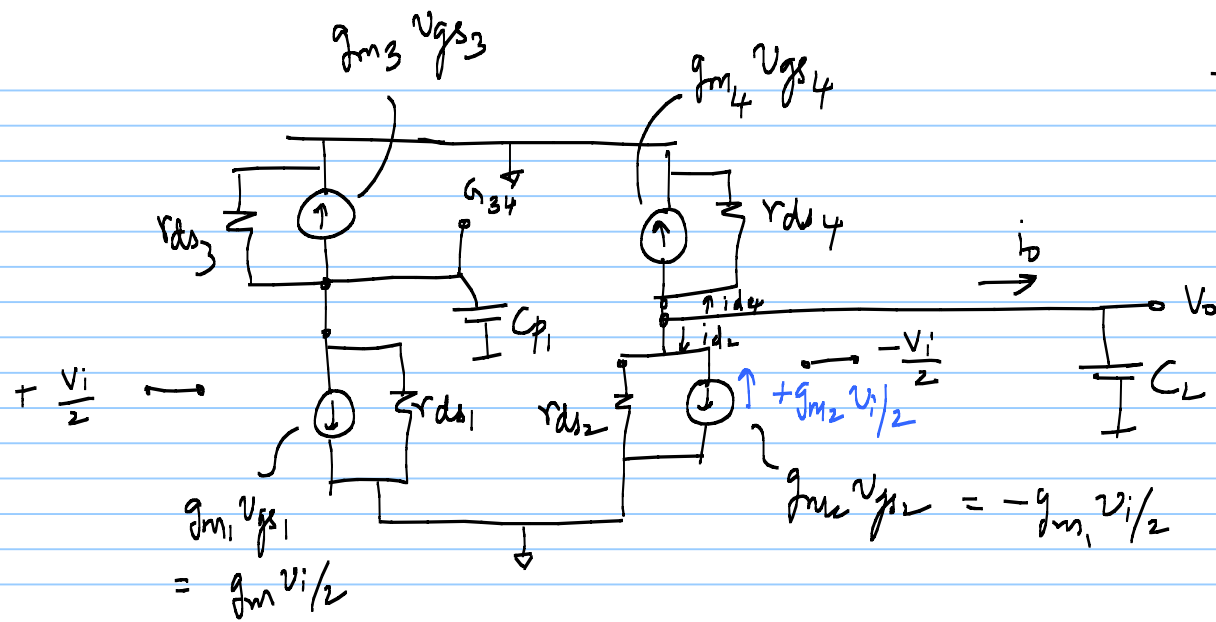 gm3 vgs3
gm4 vgs4
G34
rds3
rds4
io
id4
Vo
Cp1
id2
-Vi/2
+ Vi/2
rds1
rds2
+gm2 vi/2
CL
gm1 vgs1
= gm vi/2
gm2 vgs2 = -gm1 vi/2